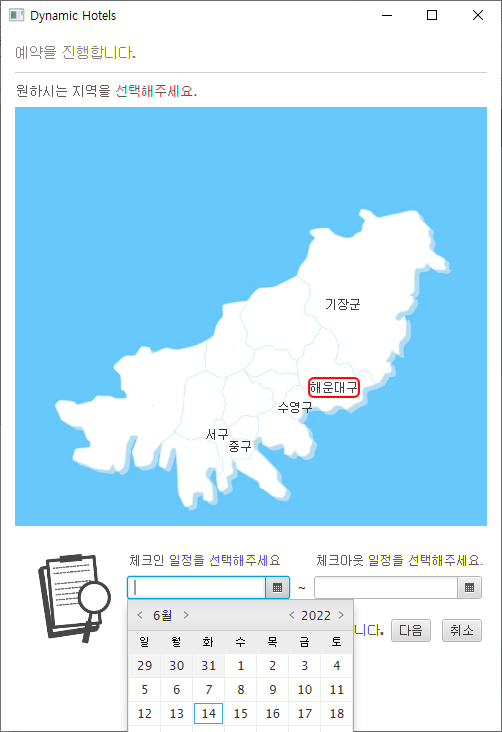 Dynamic Hotels
예약을 진행합니다.
원하시는 지역을 선택해주세요.
기장군
해운대구
수영구
서구
중구
체크인 일정을 선택해주세요
체크아웃 일정을 선택해주세요.
~
니다. 다음 취소
< 6월 > < 2022 >
일 월 화 수 목 금 토
29 30 31 1 2 3 4
5 6 7 8 9 10 11
12 13 14 15 16 17 18